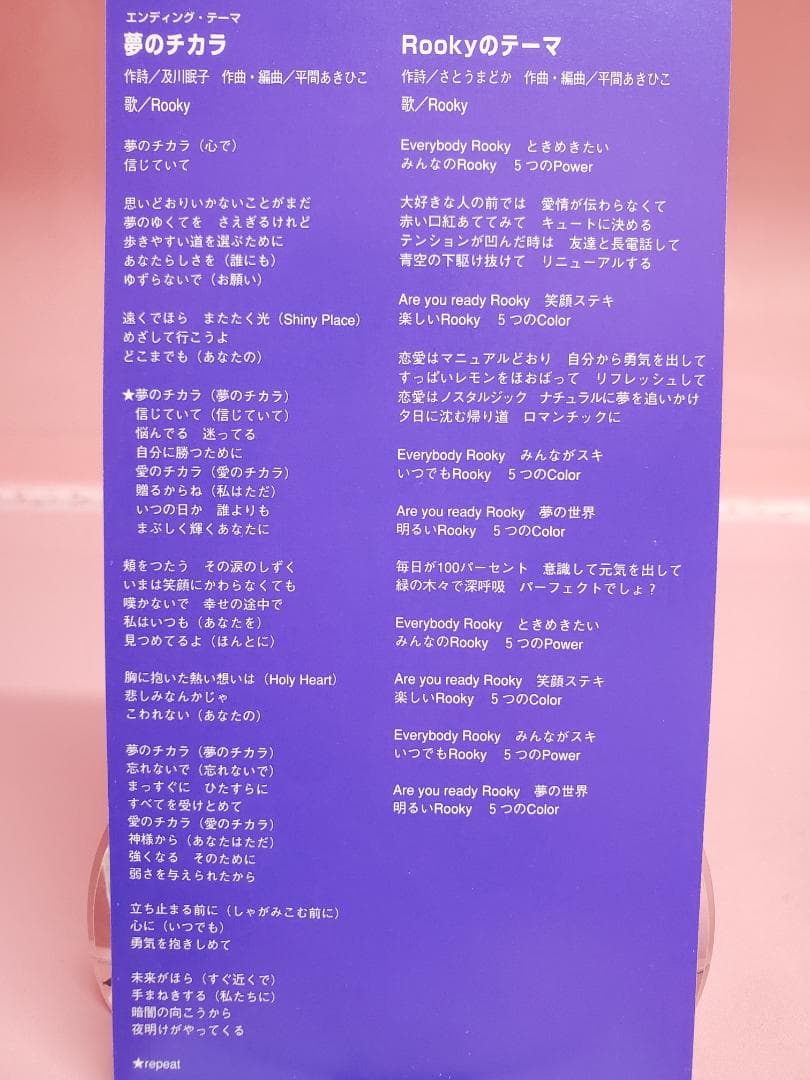 エンディング・テーマ
夢のチカラ
作詩／及川眠子　作曲・編曲／平間あきひこ
歌／Rooky
夢のチカラ（心で）
信じていて
思いどおりいかないことがまだ
夢のゆくてを　さえぎるけれど
歩きやすい道を選ぶために
あなたらしさを（誰にも）
ゆずらないで（お願い）
遠くでほら　またたく光（Shiny Place）
めざして行こうよ
どこまでも（あなたの）
★夢のチカラ（夢のチカラ）
信じていて（信じていて）
悩んでる　迷ってる
自分に勝つために
愛のチカラ（愛のチカラ）
贈るからね（私はただ）
いつの日か　誰よりも
まぶしく輝くあなたに
頬をつたう　その涙のしずく
いまは笑顔にかわらなくても
嘆かないで　幸せの途中で
私はいつも（あなたを）
見つめてるよ（ほんとに）
胸に抱いた熱い想いは（Holy Heart）
悲しみなんかじゃ
こわれない（あなたの）
夢のチカラ（夢のチカラ）
忘れないで（忘れないで）
まっすぐに　ひたすらに
すべてを受けとめて
愛のチカラ（愛のチカラ）
神様から（あなたはただ）
強くなる　そのために
弱さを与えられたから
立ち止まる前に（しゃがみこむ前に）
心に（いつでも）
勇気を抱きしめて
未来がほら（すぐ近くで）
手まねきする（私たちに）
暗闇の向こうから
夜明けがやってくる
★repeat
Rookyのテーマ
作詩／さとうまどか　作曲・編曲／平間あきひこ
歌／Rooky
Everybody Rooky　ときめきたい
みんなのRooky　5つのPower
大好きな人の前では　愛情が伝わらなくて
赤い口紅あててみて　キュートに決める
テンションが凹んだ時は　友達と長電話して
青空の下駆け抜けて　リニューアルする
Are you ready Rooky　笑顔ステキ
楽しいRooky　5つのColor
恋愛はマニュアルどおり　自分から勇気を出して
すっぱいレモンをほおばって　リフレッシュして
恋愛はノスタルジック　ナチュラルに夢を追いかけ
夕日に沈む帰り道　ロマンチックに
Everybody Rooky　みんながスキ
いつでもRooky　5つのColor
Are you ready Rooky　夢の世界
明るいRooky　5つのColor
毎日が100パーセント　意識して元気を出して
緑の木々で深呼吸　パーフェクトでしょ？
Everybody Rooky　ときめきたい
みんなのRooky　5つのPower
Are you ready Rooky　笑顔ステキ
楽しいRooky　5つのColor
Everybody Rooky　みんながスキ
いつでもRooky　5つのPower
Are you ready Rooky　夢の世界
明るいRooky　5つのColor